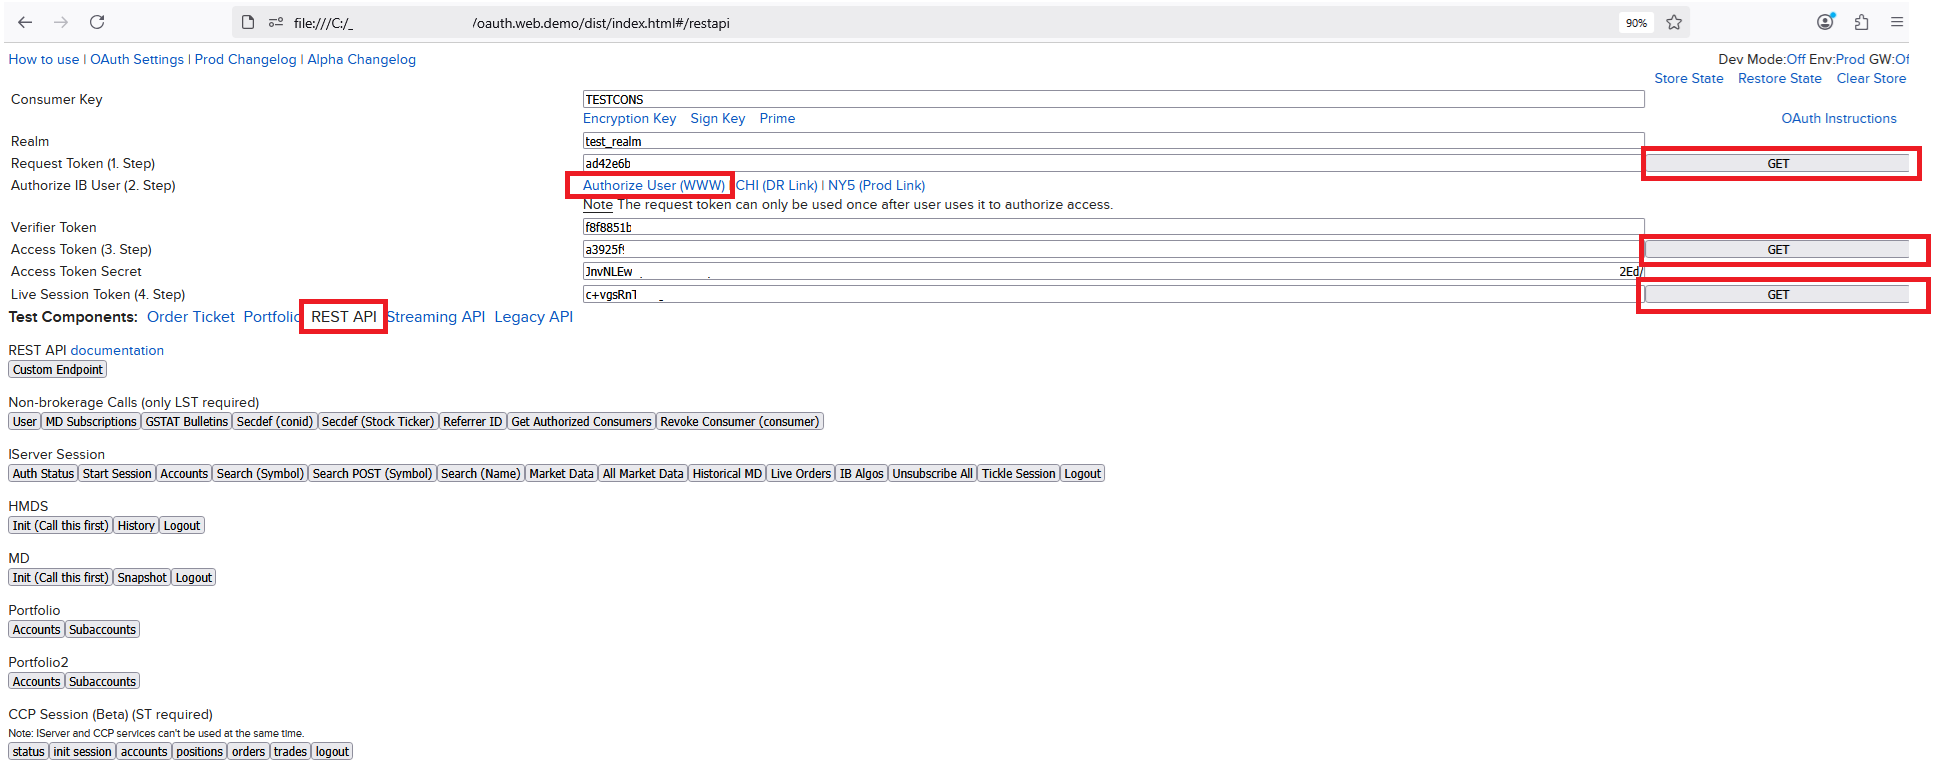 file:///C:/_ /oauth.web.demo/dist/index.html#/restapi 90%
How to use | OAuth Settings | Prod Changelog | Alpha Changelog Dev Mode:Off Env:Prod GW:Of
Store State Restore State Clear Store
Consumer Key TESTCONS
Encryption Key Sign Key Prime OAuth Instructions
Realm test_realm
Request Token (1. Step) ad42e6b GET
Authorize IB User (2. Step) Authorize User (WWW) CHI (DR Link) | NY5 (Prod Link)
Note The request token can only be used once after user uses it to authorize access.
Verifier Token f8f8851b
Access Token (3. Step) a3925f GET
Access Token Secret JnvNLEw 2Ed/
Live Session Token (4. Step) c+vgsRnT GET
Test Components: Order Ticket Portfolio REST API Streaming API Legacy API
REST API documentation
Custom Endpoint
Non-brokerage Calls (only LST required)
User MD Subscriptions GSTAT Bulletins Secdef (conid) Secdef (Stock Ticker) Referrer ID Get Authorized Consumers Revoke Consumer (consumer)
IServer Session
Auth Status Start Session Accounts Search (Symbol) Search POST (Symbol) Search (Name) Market Data All Market Data Historical MD Live Orders IB Algos Unsubscribe All Tickle Session Logout
HMDS
Init (Call this first) History Logout
MD
Init (Call this first) Snapshot Logout
Portfolio
Accounts Subaccounts
Portfolio2
Accounts Subaccounts
CCP Session (Beta) (ST required)
Note: IServer and CCP services can't be used at the same time.
status init session accounts positions orders trades logout